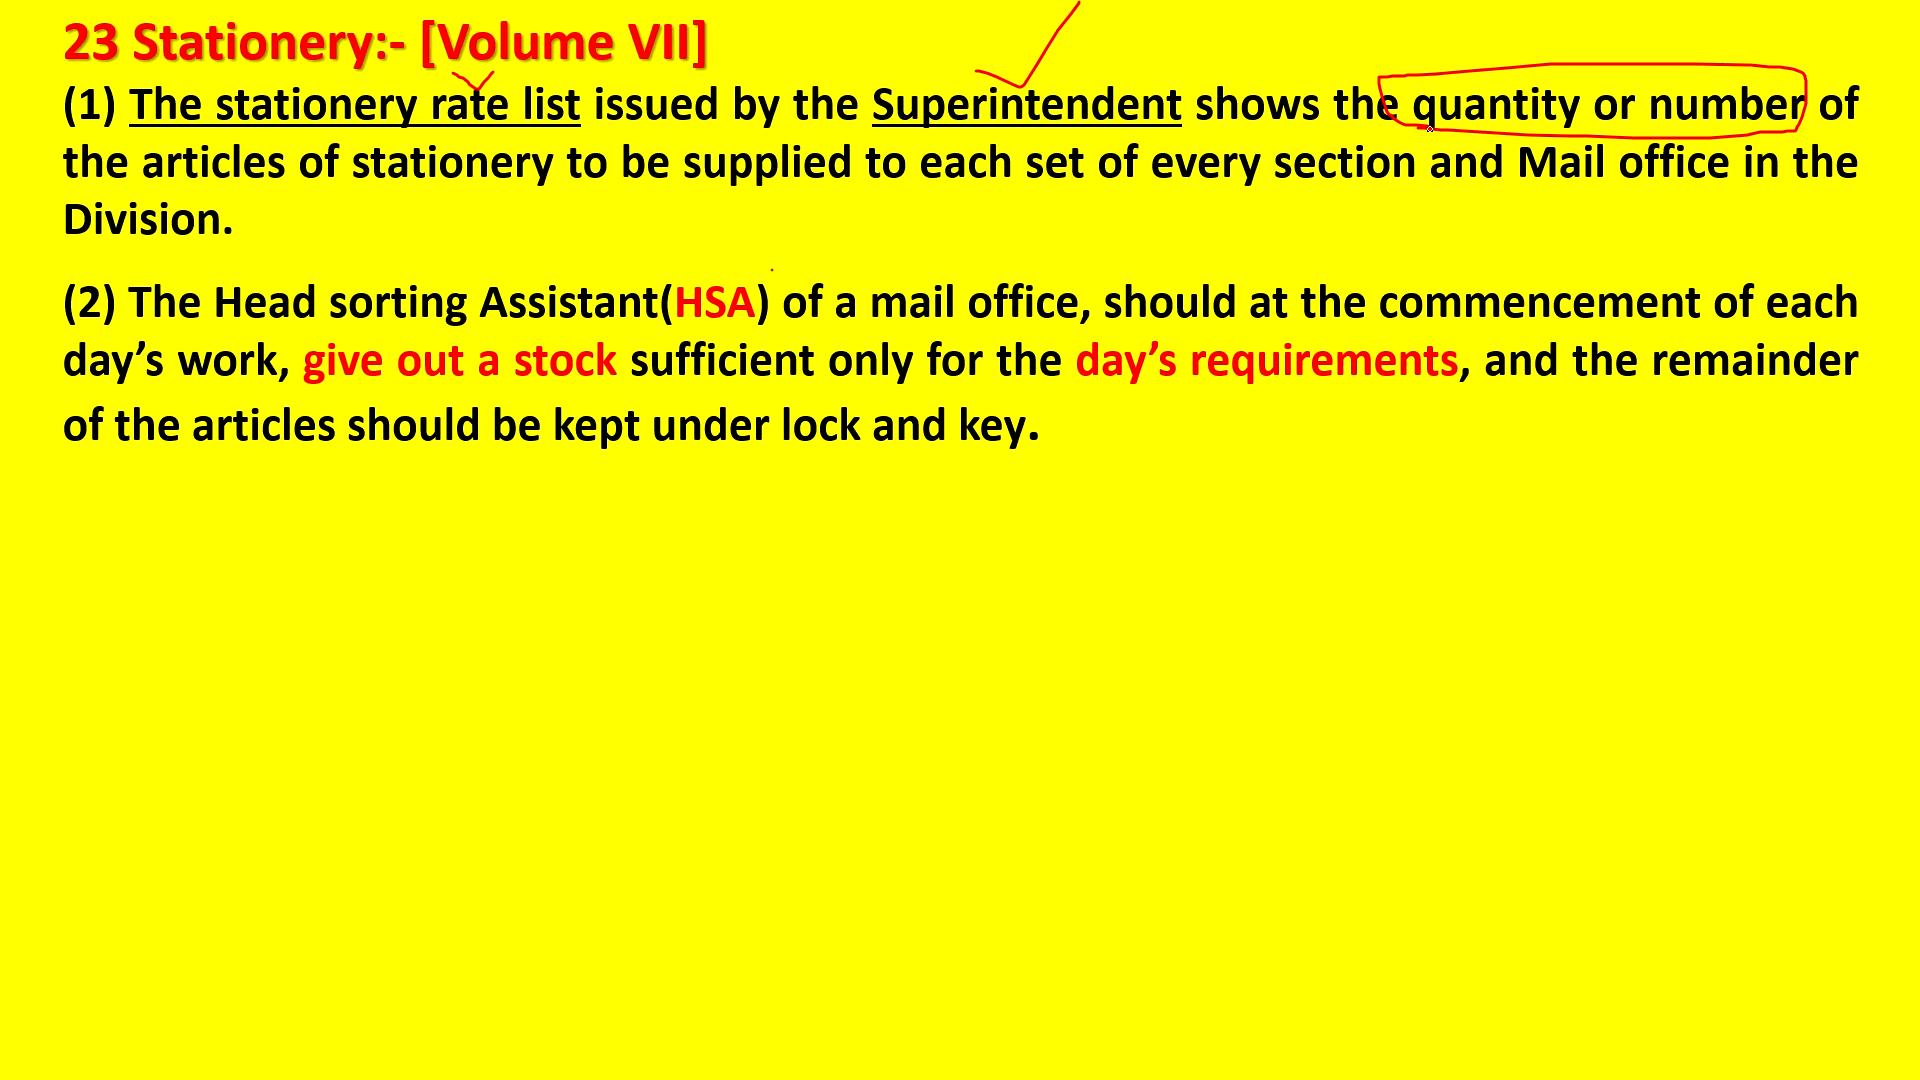 23 Stationery:- [Volume VII]
(1) The stationery rate list issued by the Superintendent shows the quantity or number of
the articles of stationery to be supplied to each set of every section and Mail office in the
Division.
(2) The Head sorting Assistant(HSA) of a mail office, should at the commencement of each
day’s work, give out a stock sufficient only for the day’s requirements, and the remainder
of the articles should be kept under lock and key.